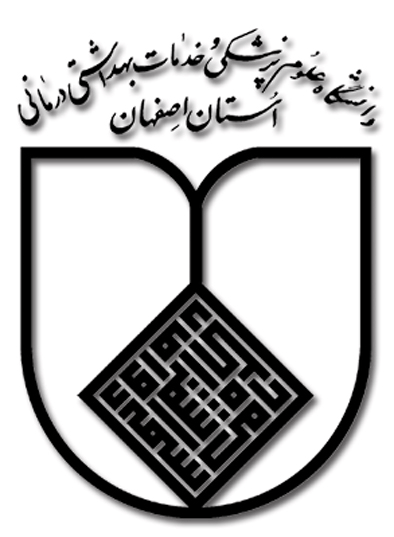 دانشگاه علوم پزشکی و خدمات بهداشتی درمانی
استان اصفهان